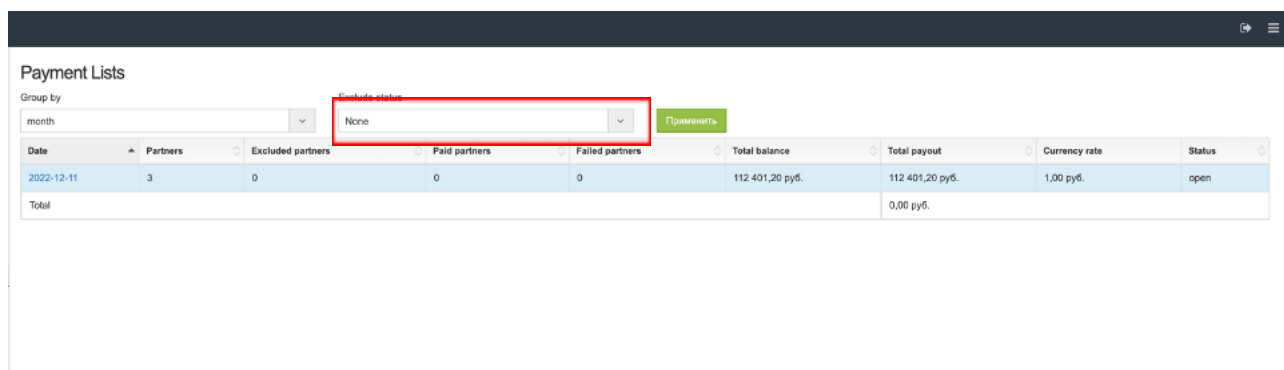 Payment Lists
Group by Exclude status
month None Применить
Date Partners Excluded partners Paid partners Failed partners Total balance Total payout Currency rate Status
2022-12-11 3 0 0 0 112 401,20 руб. 112 401,20 руб. 1,00 руб. open
Total 0,00 руб.